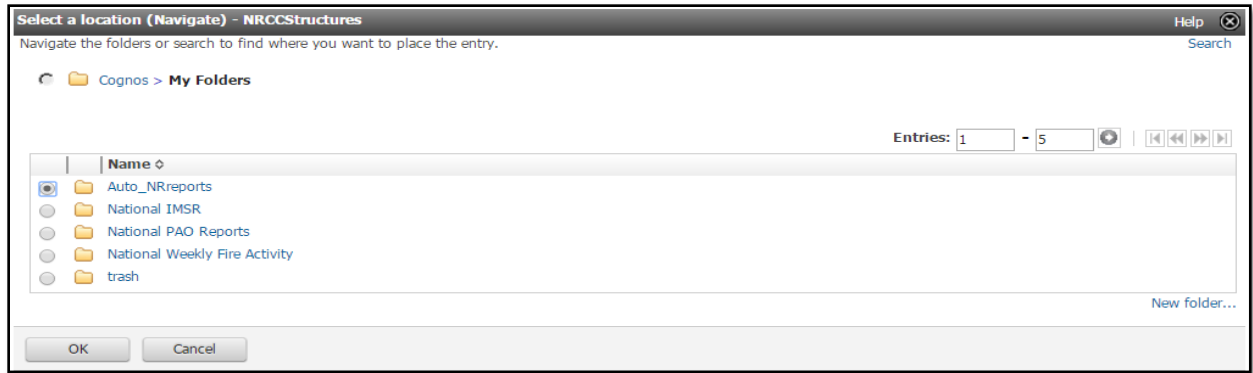 Select a location (Navigate) - NRCCStructures Help
Navigate the folders or search to find where you want to place the entry. Search
Cognos > My Folders
Entries: 1 - 5
Name
Auto_NRreports
National IMSR
National PAO Reports
National Weekly Fire Activity
trash
New folder...
OK Cancel